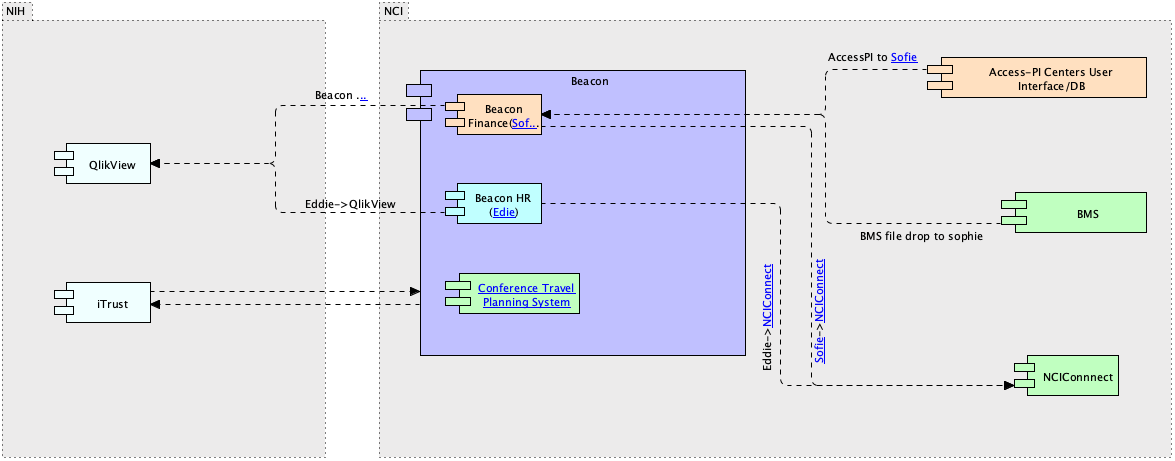 NIH
NCI
AccessPI to Sofie
Access-PI Centers User
Interface/DB
Beacon
Beacon ...
Beacon
Finance(Sof...
QlikView
Eddie->QlikView
Beacon HR
(Edie)
BMS
BMS file drop to sophie
iTrust
Conference Travel
Planning System
Eddie->NCIConnect
Sofie->NCIConnect
NCIConnnect